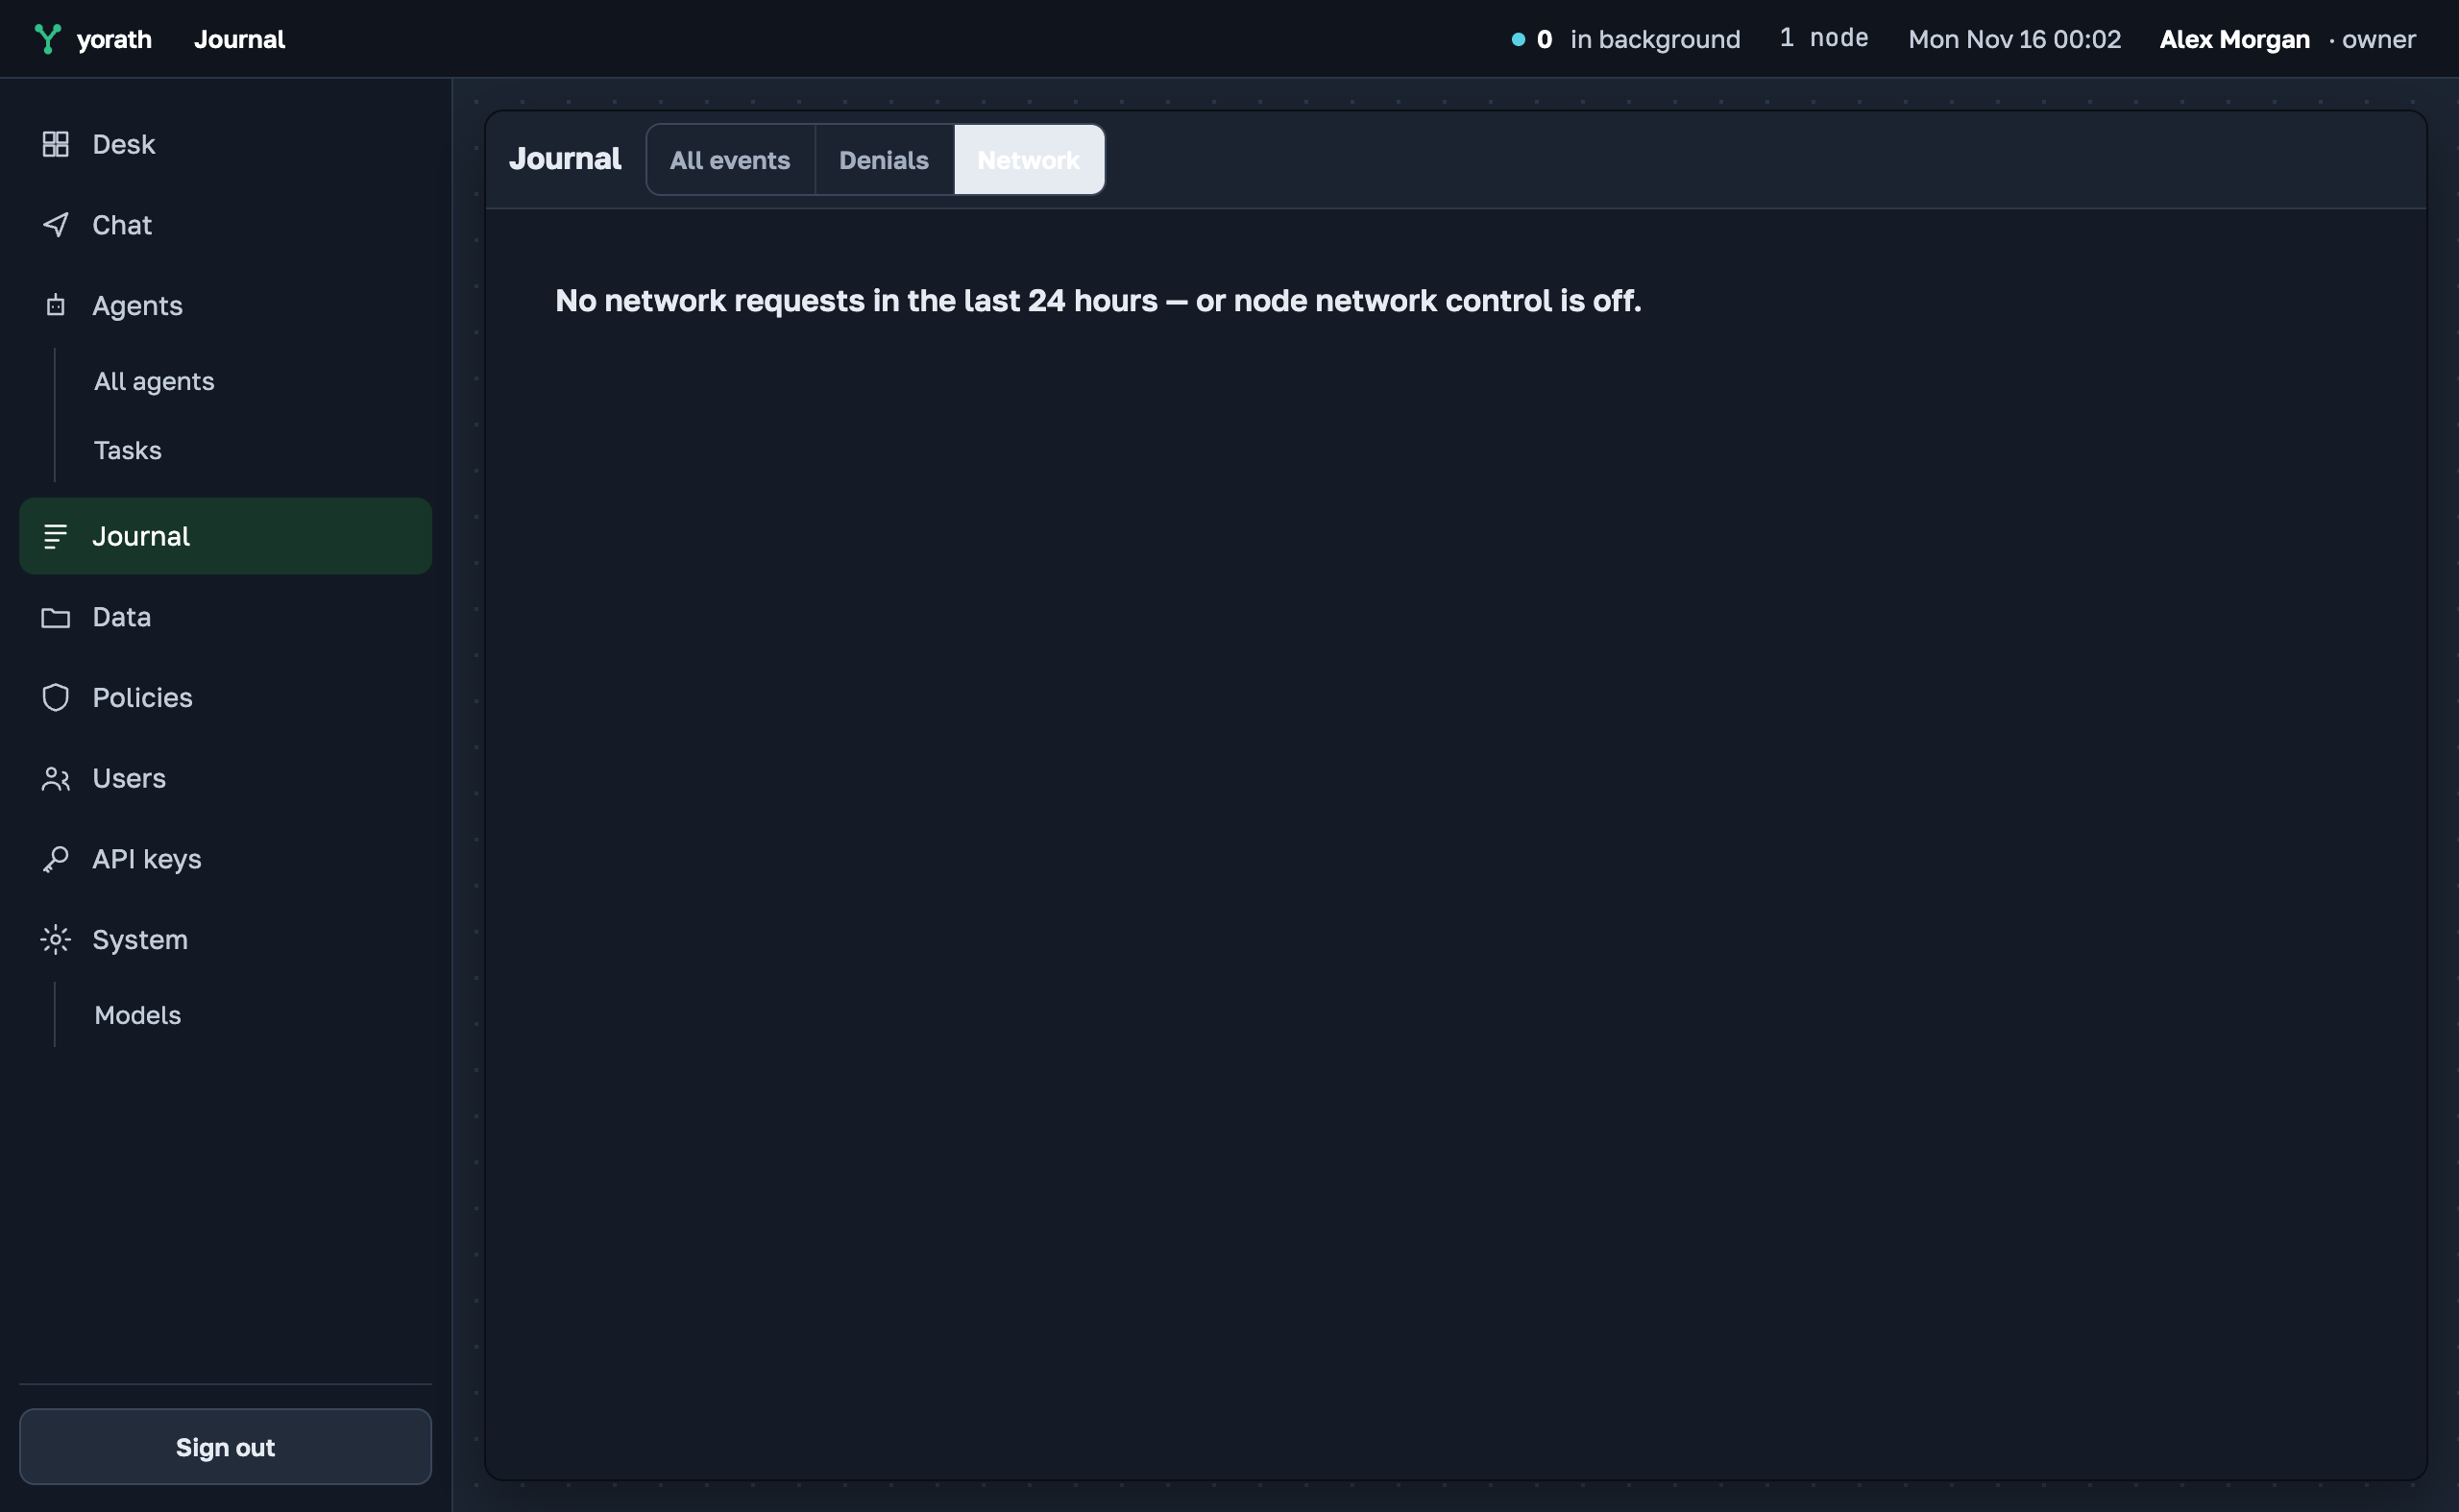 yorath Journal 0 in background 1 node Mon Nov 16 00:02 Alex Morgan · owner
Desk
Chat
Agents
All agents
Tasks
Journal
Data
Policies
Users
API keys
System
Models
Sign out
Journal All events Denials Network
No network requests in the last 24 hours — or node network control is off.